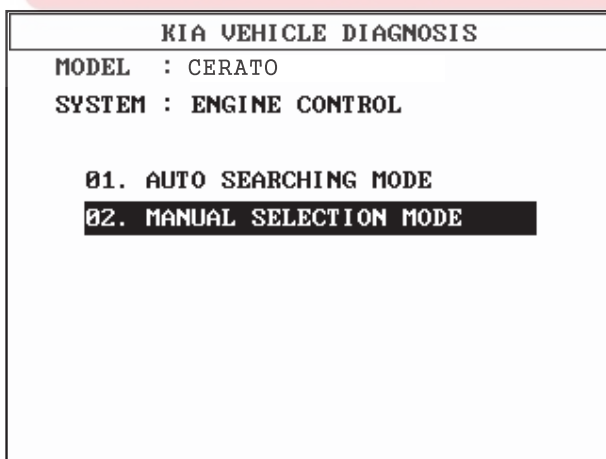 KIA VEHICLE DIAGNOSIS
MODEL : CERATO
SYSTEM : ENGINE CONTROL
01. AUTO SEARCHING MODE
02. MANUAL SELECTION MODE